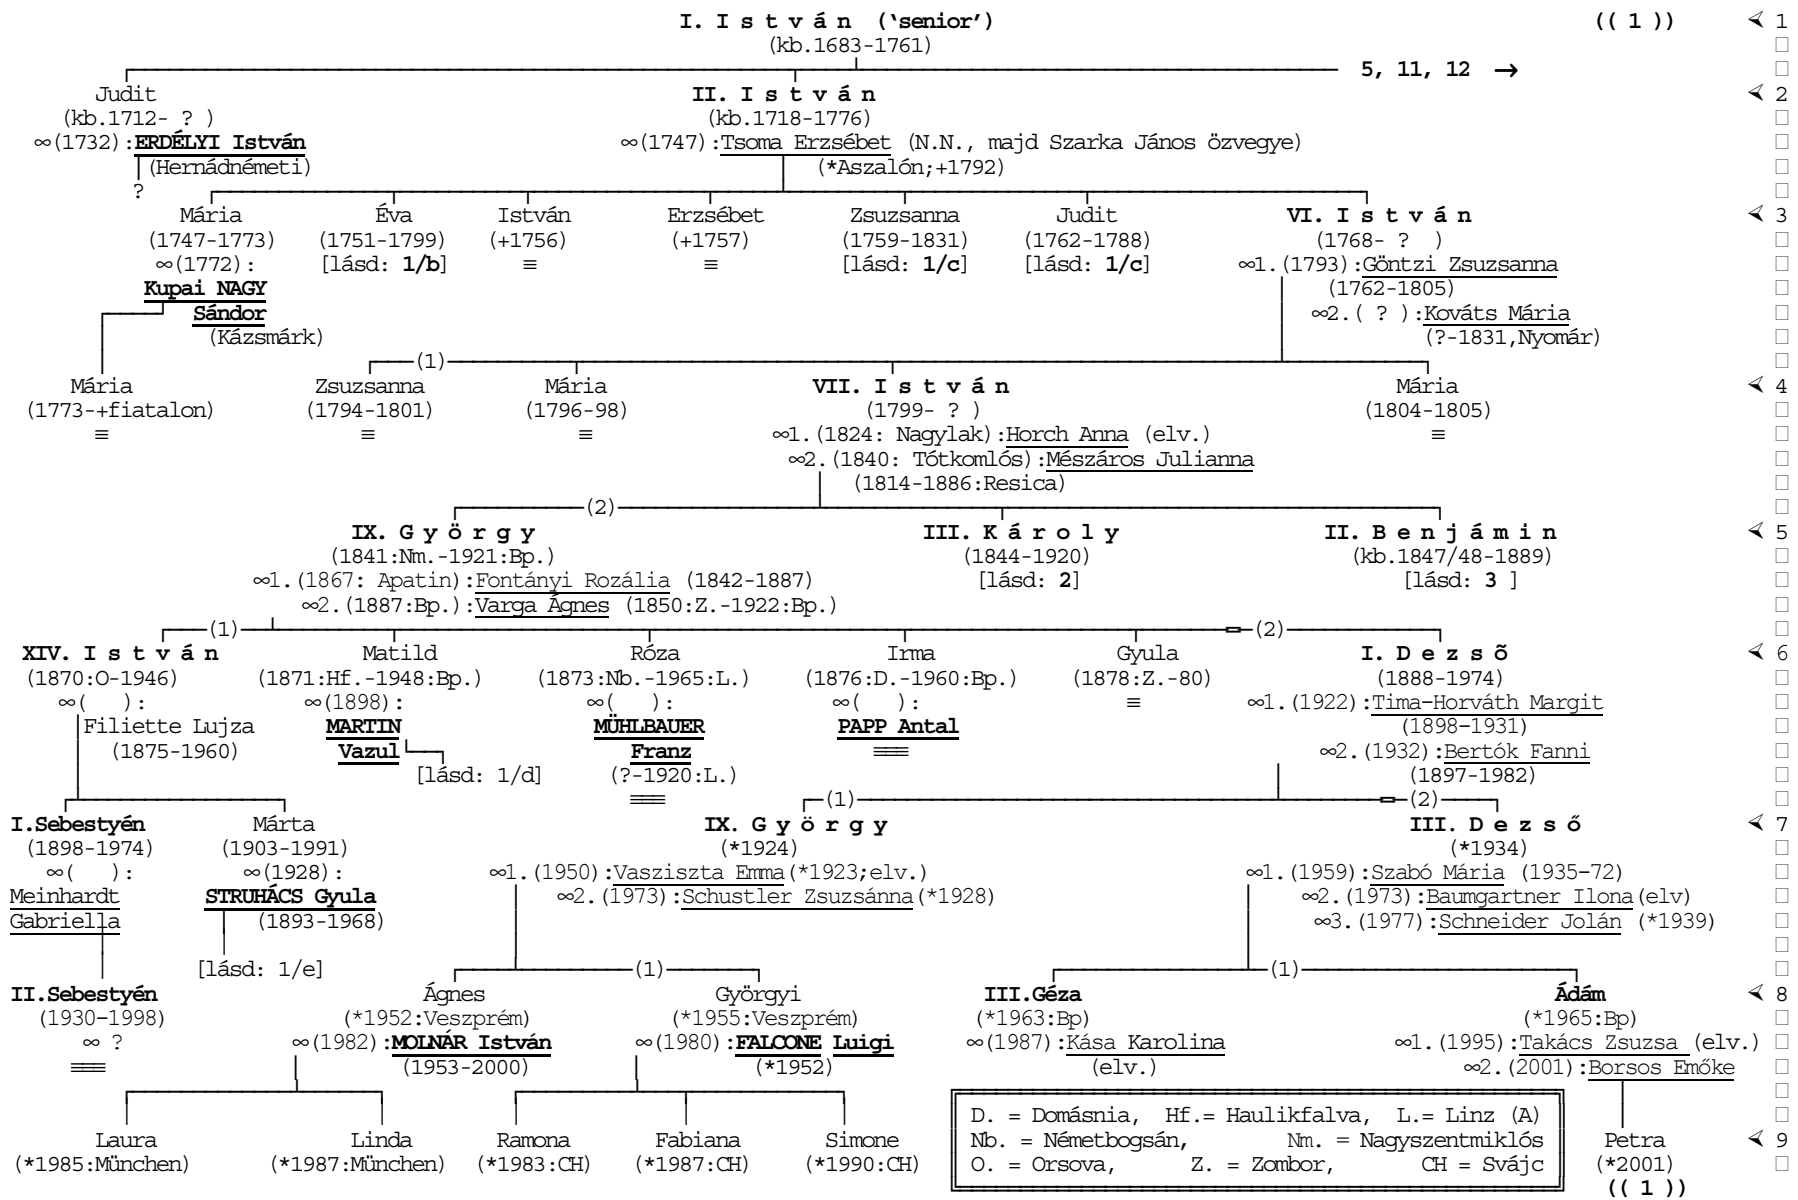 I. I s t v á n ('senior') (( 1 )) ⮜ 1
(kb.1683-1761)
5, 11, 12 →
Judit II. I s t v á n ⮜ 2
(kb.1712- ? ) (kb.1718-1776)
∞(1732):ERDÉLYI István ∞(1747):Tsoma Erzsébet (N.N., majd Szarka János özvegye)
(Hernádnémeti) (*Aszalón;+1792)
?
Mária Éva István Erzsébet Zsuzsanna Judit VI. I s t v á n ⮜ 3
(1747-1773) (1751-1799) (+1756) (+1757) (1759-1831) (1762-1788) (1768- ? )
∞(1772): [lásd: 1/b] ≡ ≡ [lásd: 1/c] [lásd: 1/c] ∞1.(1793):Göntzi Zsuzsanna
Kupai NAGY (1762-1805)
Sándor ∞2.( ? ):Kováts Mária
(Kázsmárk) (?-1831,Nyomár)
(1)
Mária Zsuzsanna Mária VII. I s t v á n Mária ⮜ 4
(1773-+fiatalon) (1794-1801) (1796-98) (1799- ? ) (1804-1805)
≡ ≡ ≡ ∞1.(1824: Nagylak):Horch Anna (elv.) ≡
∞2.(1840: Tótkomlós):Mészáros Julianna
(1814-1886:Resica)
(2)
IX. G y ö r g y III. K á r o l y II. B e n j á m i n ⮜ 5
(1841:Nm.-1921:Bp.) (1844-1920) (kb.1847/48-1889)
∞1.(1867: Apatin):Fontányi Rozália (1842-1887) [lásd: 2] [lásd: 3 ]
∞2.(1887:Bp.):Varga Ágnes (1850:Z.-1922:Bp.)
(1) (2)
XIV. I s t v á n Matild Róza Irma Gyula I. D e z s õ ⮜ 6
(1870:O-1946) (1871:Hf.-1948:Bp.) (1873:Nb.-1965:L.) (1876:D.-1960:Bp.) (1878:Z.-80) (1888-1974)
∞( ): ∞(1898): ∞( ): ∞( ): ≡ ∞1.(1922):Tima-Horváth Margit
Filiette Lujza MARTIN MÜHLBAUER PAPP Antal (1898-1931)
(1875-1960) Vazul Franz ≡≡ ∞2.(1932):Bertók Fanni
[lásd: 1/d] (?-1920:L.) (1897-1982)
≡≡ (1) (2)
I.Sebestyén Márta IX. G y ö r g y III. D e z s ő ⮜ 7
(1898-1974) (1903-1991) (*1924) (*1934)
∞( ): ∞(1928): ∞1.(1950):Vasziszta Emma(*1923;elv.) ∞1.(1959):Szabó Mária (1935-72)
Meinhardt STRUHÁCS Gyula ∞2.(1973):Schustler Zsuzsánna(*1928) ∞2.(1973):Baumgartner Ilona(elv)
Gabriella (1893-1968) ∞3.(1977):Schneider Jolán (*1939)
[lásd: 1/e] (1) (1)
II.Sebestyén Ágnes Györgyi III.Géza Ádám ⮜ 8
(1930-1998) (*1952:Veszprém) (*1955:Veszprém) (*1963:Bp) (*1965:Bp)
∞ ? ∞(1982):MOLNÁR István ∞(1980):FALCONE Luigi ∞(1987):Kása Karolina ∞1.(1995):Takács Zsuzsa (elv.)
≡≡ (1953-2000) (*1952) (elv.) ∞2.(2001):Borsos Emőke
D. = Domásnia, Hf.= Haulikfalva, L.= Linz (A)
Laura Linda Ramona Fabiana Simone Nb. = Németbogsán, Nm. = Nagyszentmiklós Petra ⮜ 9
(*1985:München) (*1987:München) (*1983:CH) (*1987:CH) (*1990:CH) O. = Orsova, Z. = Zombor, CH = Svájc (*2001)
(( 1 ))